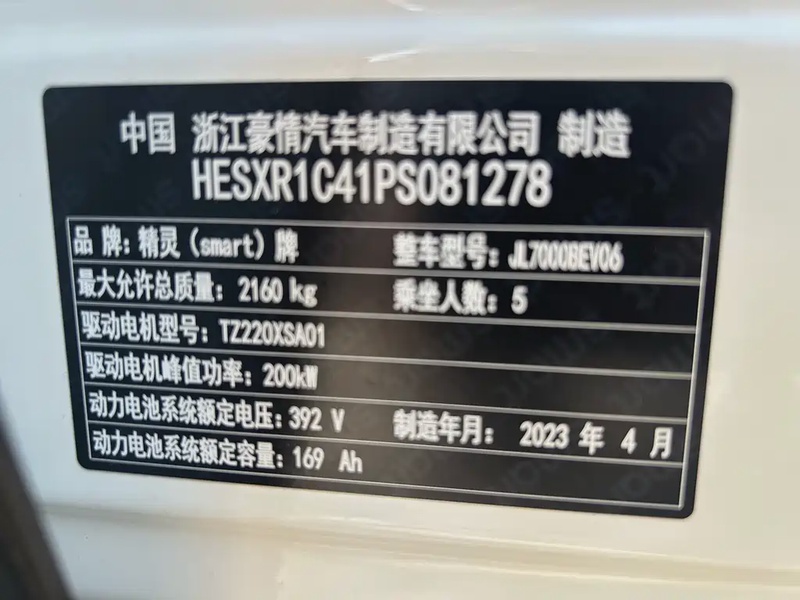 中国 浙江豪情汽车制造有限公司 制造
HESXR1C41PS081278
品 牌：精灵（smart）牌 整车型号：JL7000BEV06
最大允许总质量：2160 kg 乘坐人数：5
驱动电机型号：TZ220XSA01
驱动电机峰值功率：200kW
动力电池系统额定电压：392 V 制造年月：2023 年 4 月
动力电池系统额定容量：169 Ah